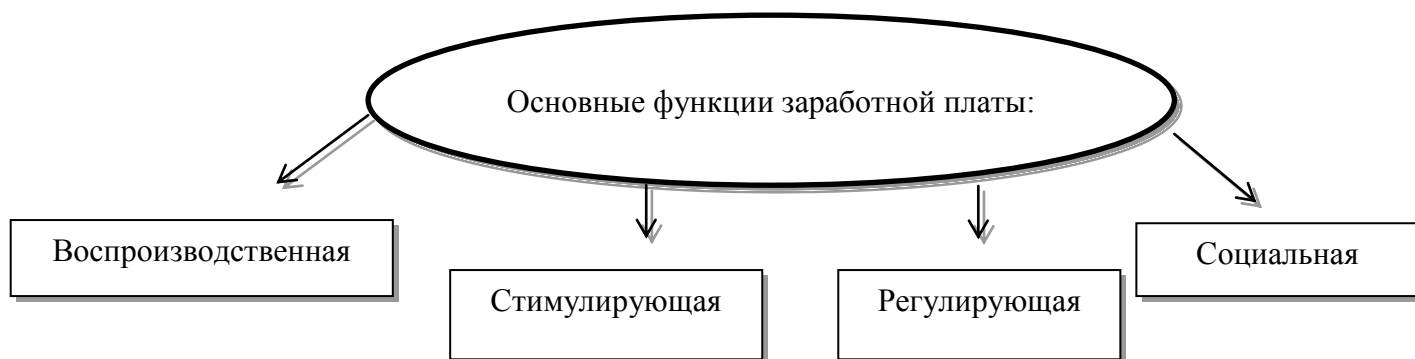 Основные функции заработной платы:
Воспроизводственная
Стимулирующая
Регулирующая
Социальная